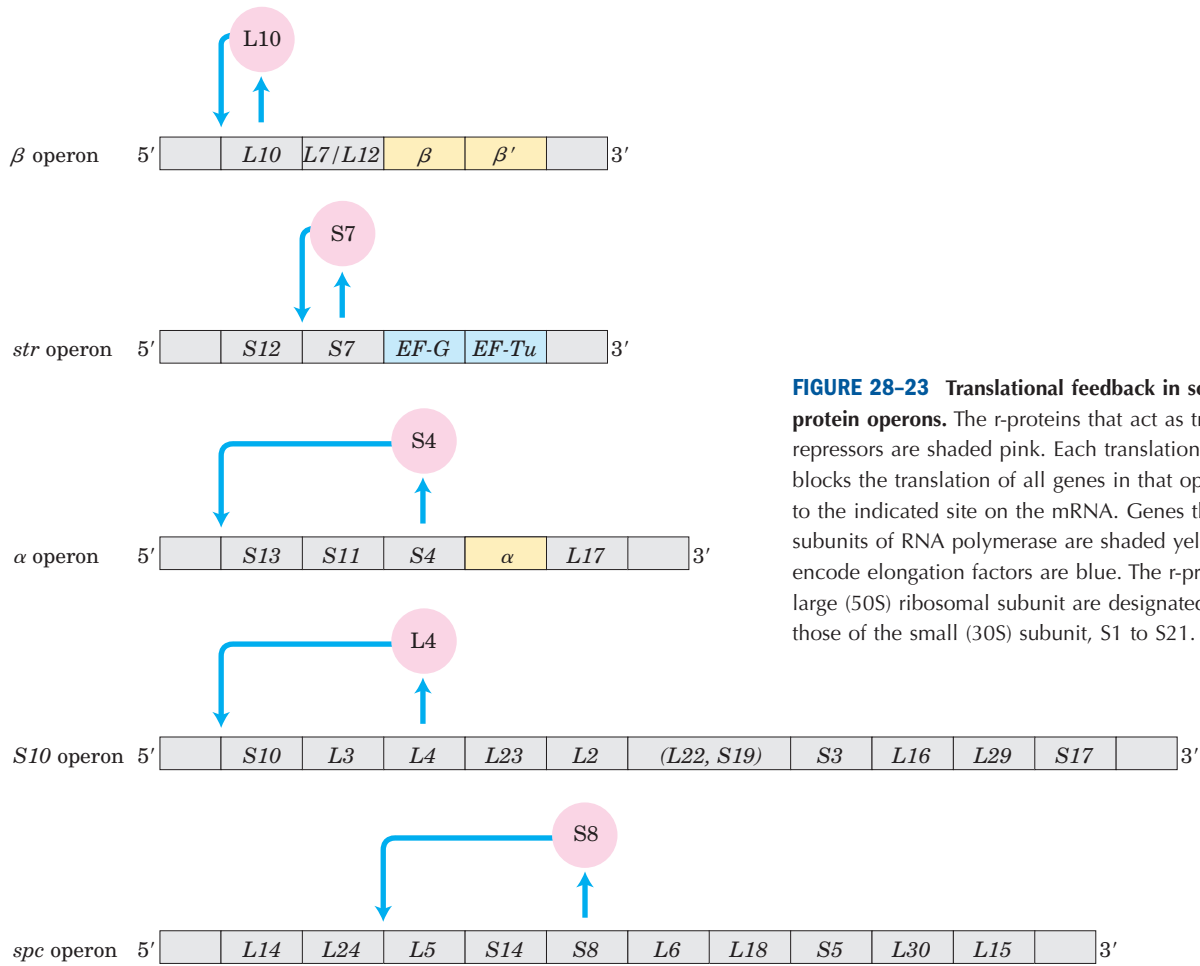 L10
β operon 5′ L10 L7/L12 β β′ 3′
S7
str operon 5′ S12 S7 EF-G EF-Tu 3′
S4
α operon 5′ S13 S11 S4 α L17 3′
L4
S10 operon 5′ S10 L3 L4 L23 L2 (L22, S19) S3 L16 L29 S17 3′
S8
spc operon 5′ L14 L24 L5 S14 S8 L6 L18 S5 L30 L15 3′
FIGURE 28–23 Translational feedback in
protein operons. The r-proteins that act as
repressors are shaded pink. Each translation
blocks the translation of all genes in that
to the indicated site on the mRNA. Genes
subunits of RNA polymerase are shaded
encode elongation factors are blue. The
large (50S) ribosomal subunit are designated
those of the small (30S) subunit, S1 to S21.